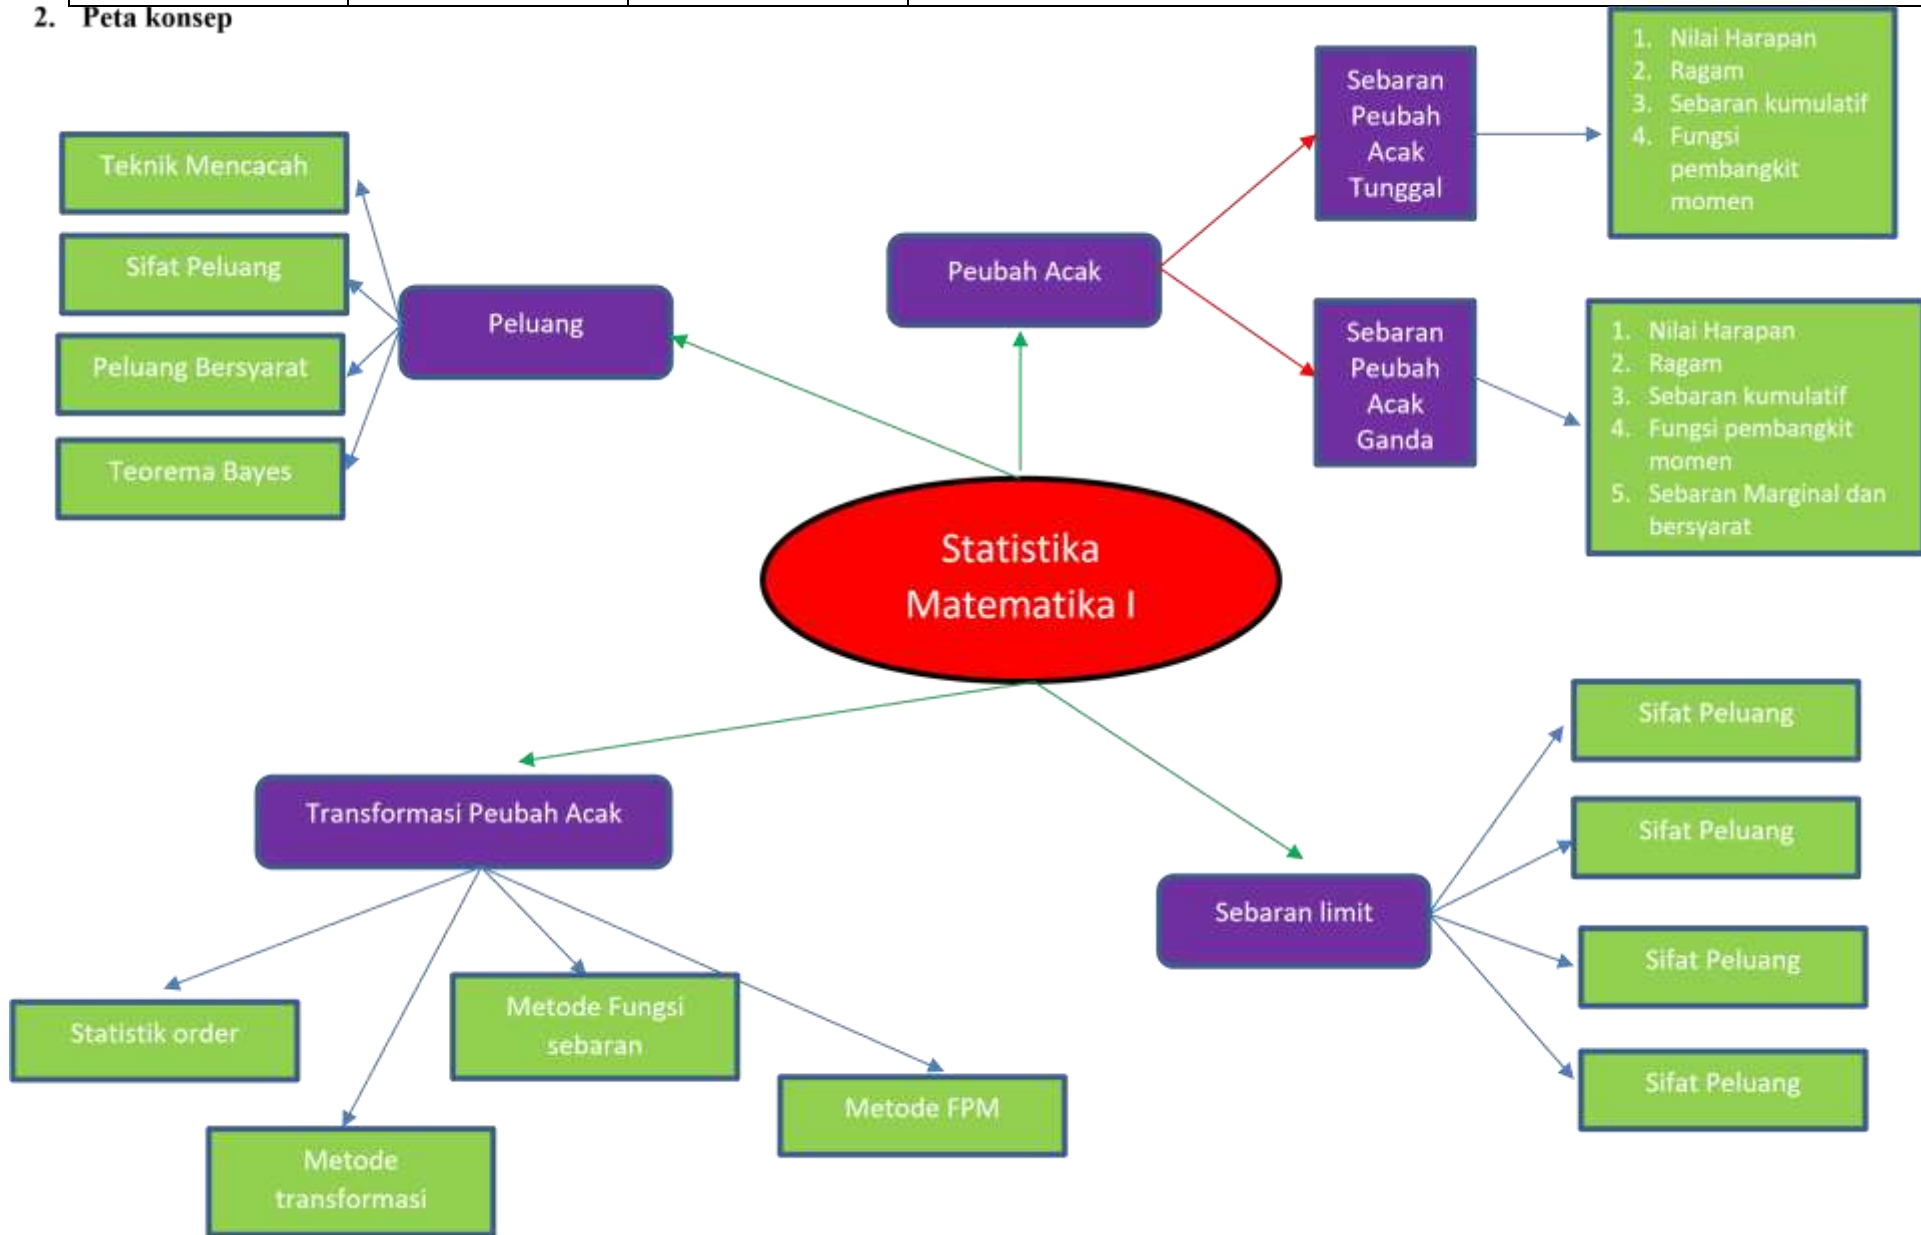 2. Peta konsep
Teknik Mencacah
Sifat Peluang
Peluang Bersyarat
Teorema Bayes
Peluang
Peubah Acak
Sebaran
Peubah
Acak
Tunggal
1. Nilai Harapan
2. Ragam
3. Sebaran kumulatif
4. Fungsi
pembangkit
momen
Sebaran
Peubah
Acak
Ganda
1. Nilai Harapan
2. Ragam
3. Sebaran kumulatif
4. Fungsi pembangkit
momen
5. Sebaran Marginal dan
bersyarat
Statistika
Matematika I
Transformasi Peubah Acak
Statistik order
Metode
transformasi
Metode Fungsi
sebaran
Metode FPM
Sebaran limit
Sifat Peluang
Sifat Peluang
Sifat Peluang
Sifat Peluang